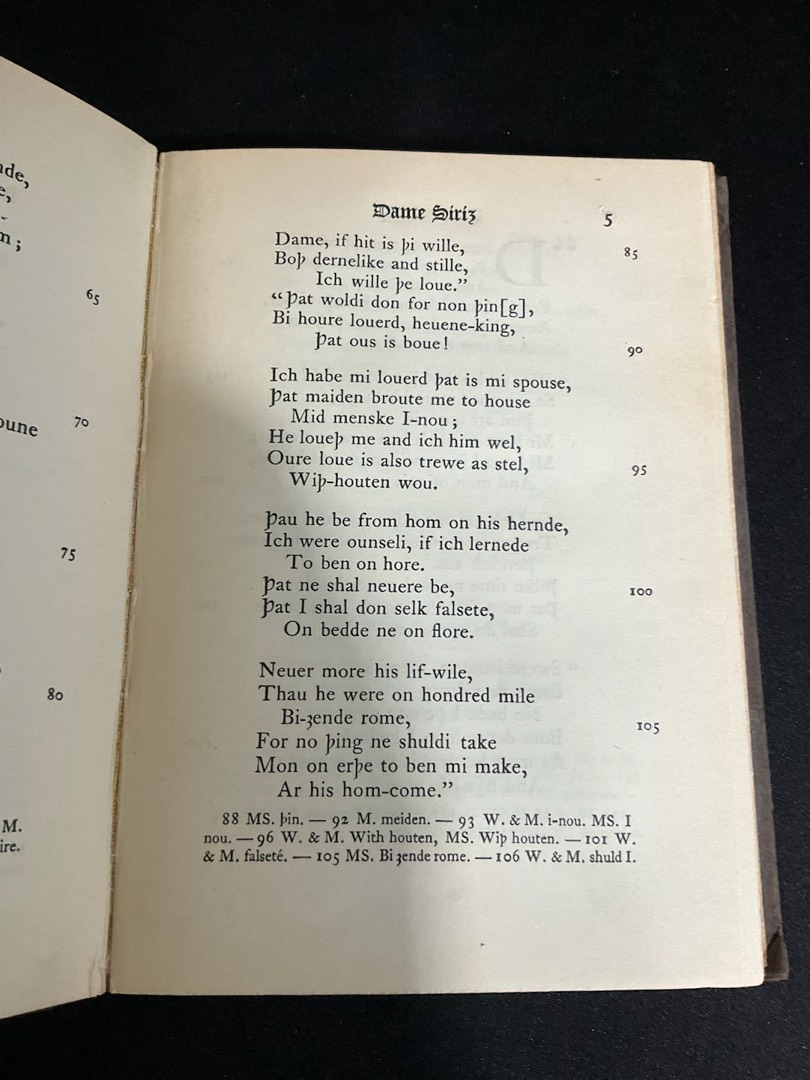 nde,
e,
-
n;
65
oune 70
75
80
M.
ire.
Dame Siriȝ 5
Dame, if hit is þi wille, 85
Boþ dernelike and stille,
Ich wille þe loue.”
“Þat woldi don for non þin[g],
Bi houre louerd, heuene-king,
Þat ous is boue! 90
Ich habe mi louerd þat is mi spouse,
Þat maiden broute me to house
Mid menske I-nou;
He loueþ me and ich him wel,
Oure loue is also trewe as stel, 95
Wiþ-houten wou.
Þau he be from hom on his hernde,
Ich were ounseli, if ich lernede
To ben on hore.
Þat ne shal neuere be, 100
Þat I shal don selk falsete,
On bedde ne on flore.
Neuer more his lif-wile,
Thau he were on hondred mile
Bi-ȝende rome, 105
For no þing ne shuldi take
Mon on erþe to ben mi make,
Ar his hom-come.”
88 MS. þin. — 92 M. meiden. — 93 W. & M. i-nou. MS. I
nou. — 96 W. & M. With houten, MS. Wiþ houten. — 101 W.
& M. falseté. — 105 MS. Bi ȝende rome. — 106 W. & M. shuld I.